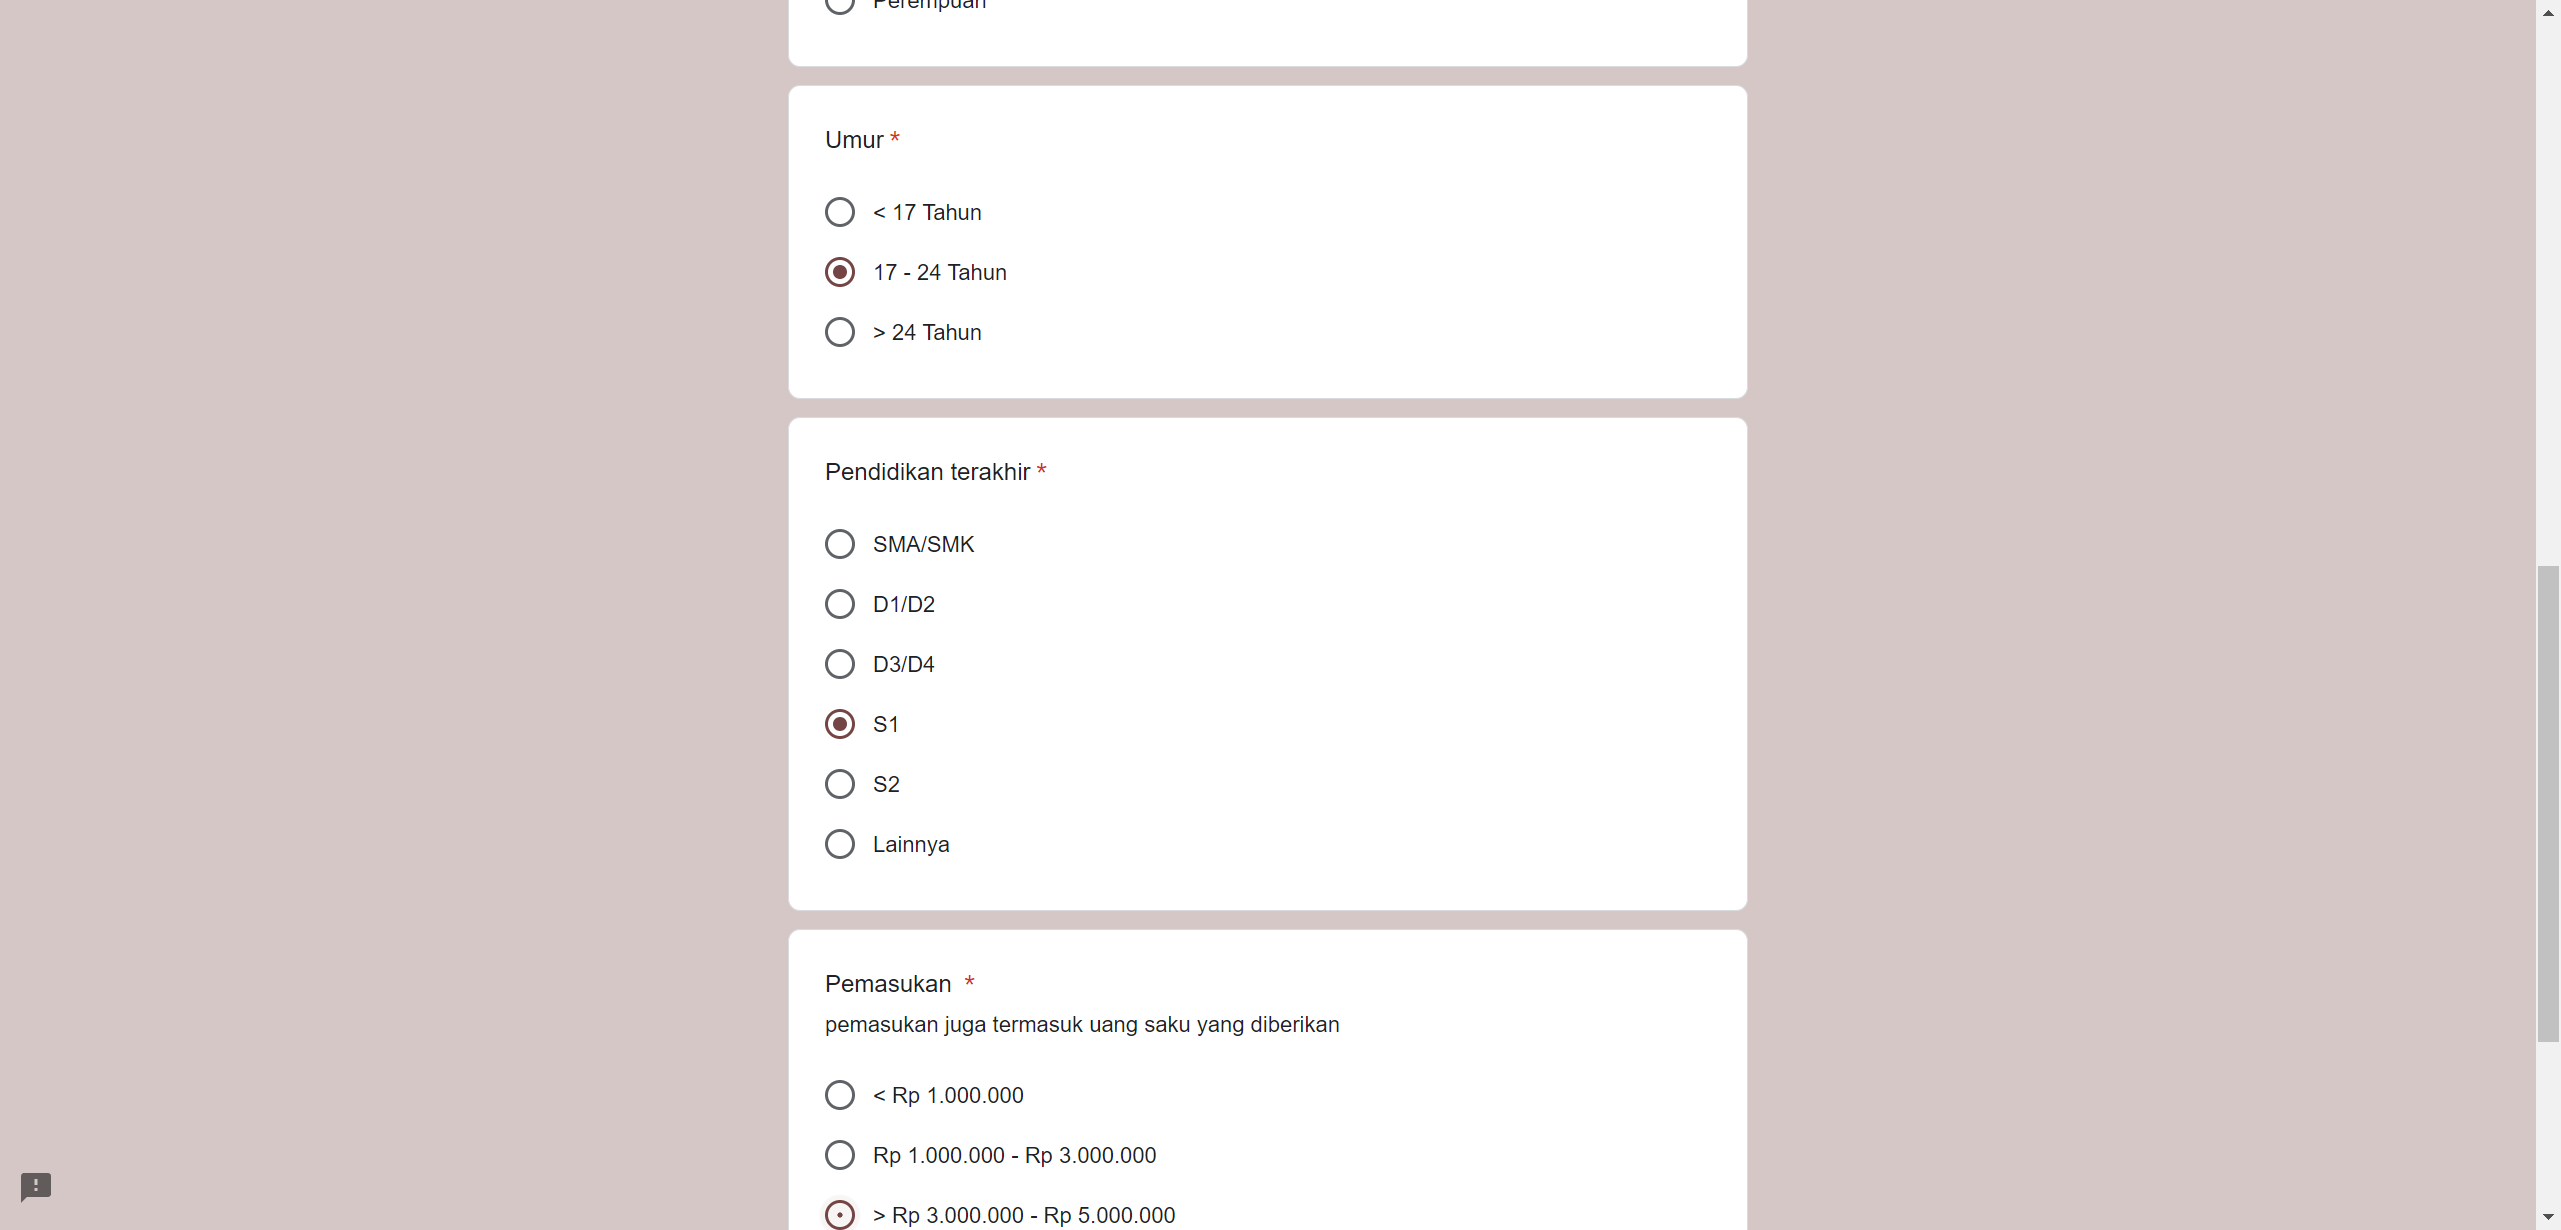 Perempuan
Umur *
< 17 Tahun
17 - 24 Tahun
> 24 Tahun
Pendidikan terakhir *
SMA/SMK
D1/D2
D3/D4
S1
S2
Lainnya
Pemasukan *
pemasukan juga termasuk uang saku yang diberikan
< Rp 1.000.000
Rp 1.000.000 - Rp 3.000.000
> Rp 3.000.000 - Rp 5.000.000